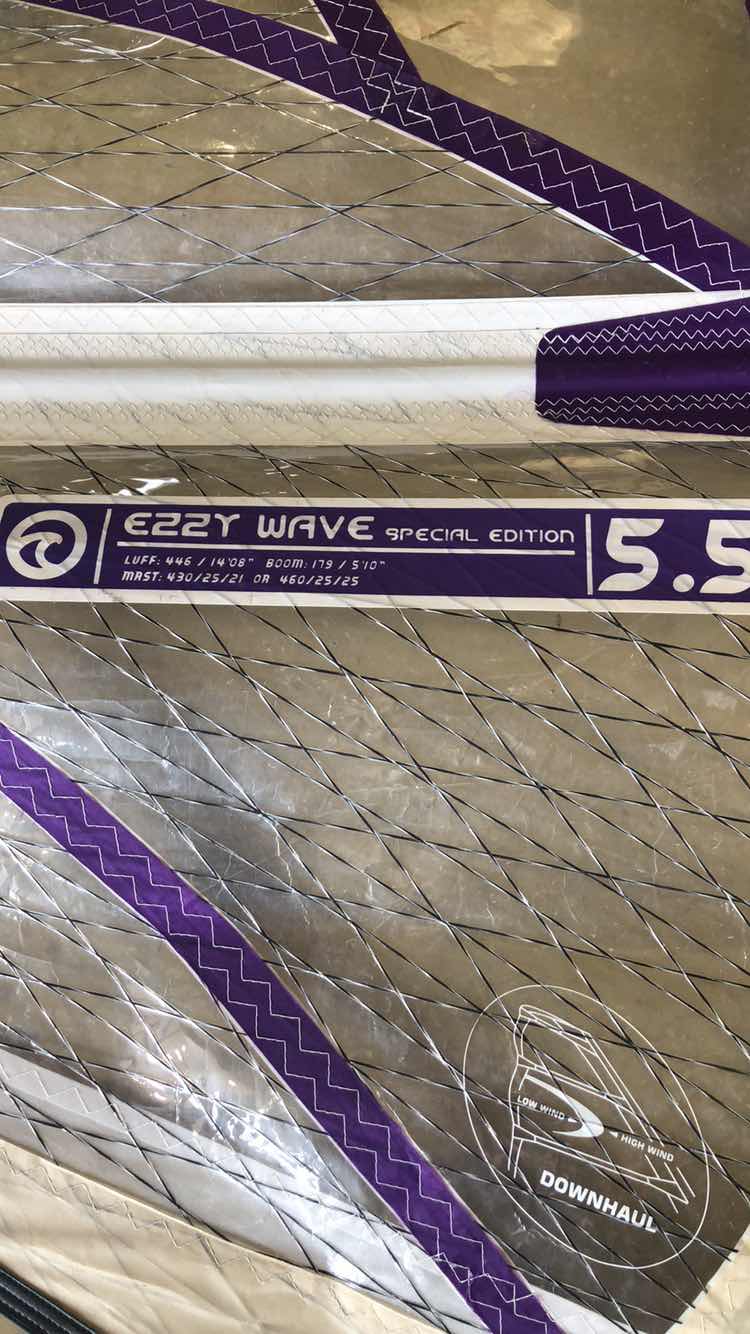 EZZY WAVE SPECIAL EDITION
LUFF: 446 / 14'08" BOOM: 179 / 5'10"
MAST: 430/25/21 OR 460/25/25
5.5
LOW WIND
HIGH WIND
DOWNHAUL